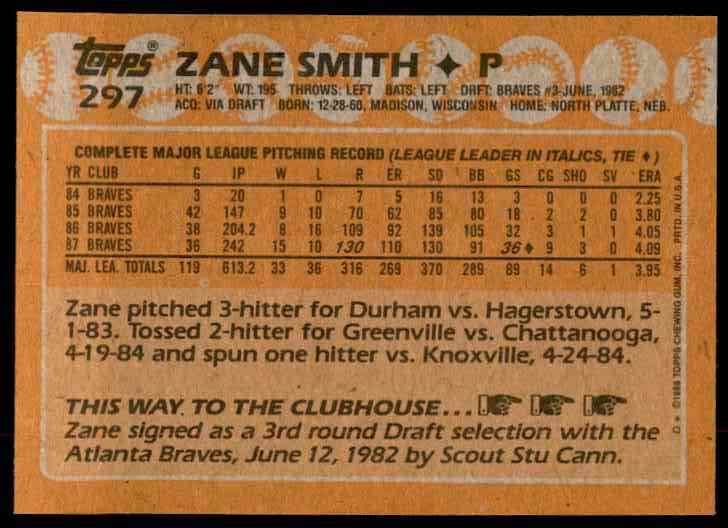 topps® ZANE SMITH ✦ P
297 HT: 6'2" WT: 195 THROWS: LEFT BATS: LEFT DRFT: BRAVES #3-JUNE, 1982
ACQ: VIA DRAFT BORN: 12-28-60, MADISON, WISCONSIN HOME: NORTH PLATTE, NEB.
COMPLETE MAJOR LEAGUE PITCHING RECORD (LEAGUE LEADER IN ITALICS, TIE ♦)
YR CLUB G IP W L R ER SO BB GS CG SHO SV ERA
84 BRAVES 3 20 1 0 7 5 16 13 3 0 0 0 2.25
85 BRAVES 42 147 9 10 70 62 85 80 18 2 2 0 3.80
86 BRAVES 38 204.2 8 16 109 92 139 105 32 3 1 1 4.05
87 BRAVES 36 242 15 10 130 110 130 91 36♦ 9 3 0 4.09
MAJ. LEA. TOTALS 119 613.2 33 36 316 269 370 289 89 14 6 1 3.95
Zane pitched 3-hitter for Durham vs. Hagerstown, 5-
1-83. Tossed 2-hitter for Greenville vs. Chattanooga,
4-19-84 and spun one hitter vs. Knoxville, 4-24-84.
THIS WAY TO THE CLUBHOUSE...
Zane signed as a 3rd round Draft selection with the
Atlanta Braves, June 12, 1982 by Scout Stu Cann.
D * ©1988 TOPPS CHEWING GUM, INC. PRTD. IN U.S.A.